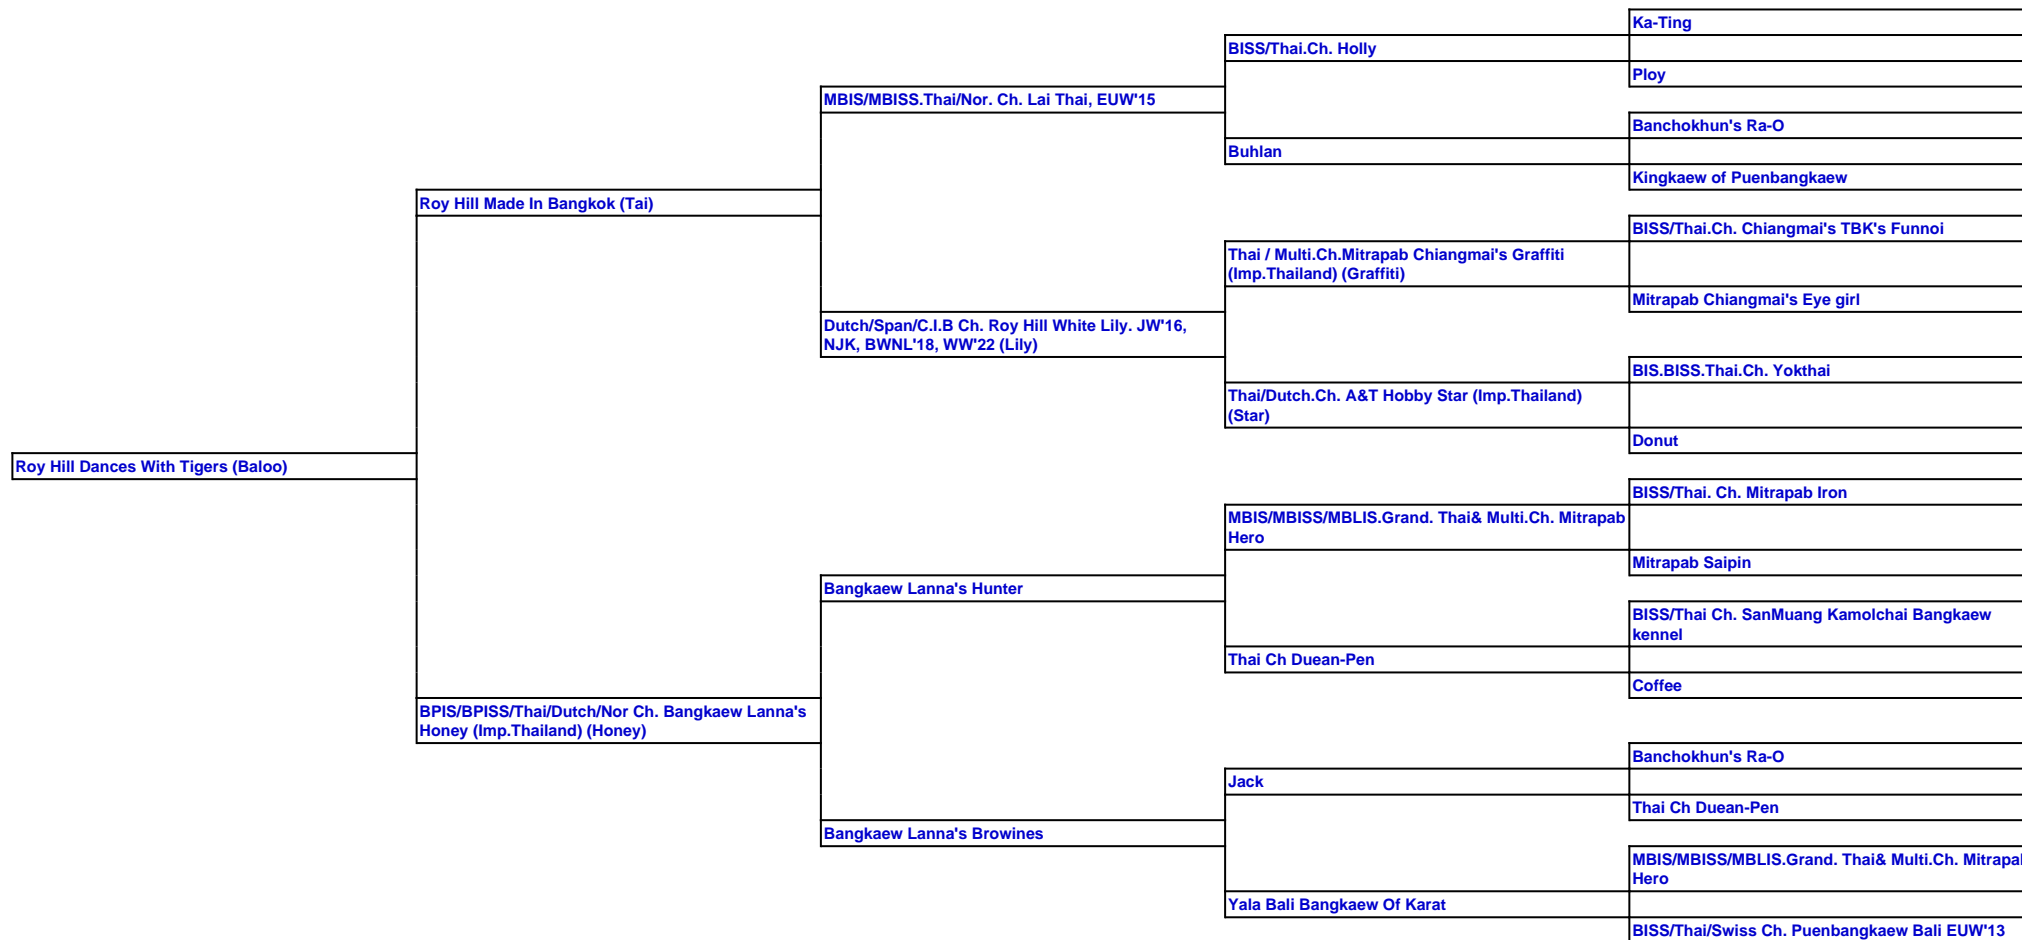 Ka-Ting
BISS/Thai.Ch. Holly
Ploy
MBIS/MBISS.Thai/Nor. Ch. Lai Thai, EUW'15
Banchokhun's Ra-O
Buhlan
Kingkaew of Puenbangkaew
Roy Hill Made In Bangkok (Tai)
BISS/Thai.Ch. Chiangmai's TBK's Funnoi
Thai / Multi.Ch.Mitrapab Chiangmai's Graffiti
(Imp.Thailand) (Graffiti)
Mitrapab Chiangmai's Eye girl
Dutch/Span/C.I.B Ch. Roy Hill White Lily. JW'16,
NJK, BWNL'18, WW'22 (Lily)
BIS.BISS.Thai.Ch. Yokthai
Thai/Dutch.Ch. A&T Hobby Star (Imp.Thailand)
(Star)
Donut
Roy Hill Dances With Tigers (Baloo)
BISS/Thai. Ch. Mitrapab Iron
MBIS/MBISS/MBLIS.Grand. Thai& Multi.Ch. Mitrapab
Hero
Mitrapab Saipin
Bangkaew Lanna's Hunter
BISS/Thai Ch. SanMuang Kamolchai Bangkaew
kennel
Thai Ch Duean-Pen
Coffee
BPIS/BPISS/Thai/Dutch/Nor Ch. Bangkaew Lanna's
Honey (Imp.Thailand) (Honey)
Banchokhun's Ra-O
Jack
Thai Ch Duean-Pen
Bangkaew Lanna's Browines
MBIS/MBISS/MBLIS.Grand. Thai& Multi.Ch.
Hero
Yala Bali Bangkaew Of Karat
BISS/Thai/Swiss Ch. Puenbangkaew Bali EUW'13